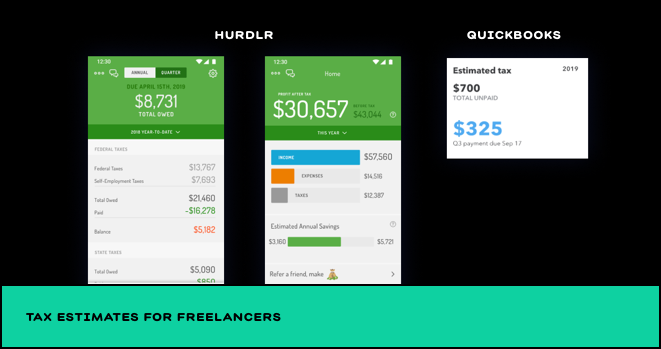 HURDLR
QUICKBOOKS
12:30
ANNUAL
QUARTER
DUE APRIL 15TH, 2019
$8,731
TOTAL OWED
2019 YEAR-TO-DATE
FEDERAL TAXES
Federal Taxes $13,767
Self-Employment Taxes $7,693
Total Owed $21,460
Paid -$16,278
Balance $5,182
STATE TAXES
Total Owed $5,090
12:30
Home
PROFIT AFTER TAX
$30,657
BEFORE TAX
$43,044
THIS YEAR
INCOME $57,560
EXPENSES $14,516
TAXES $12,387
Estimated Annual Savings
$3,160 $5,721
Refer a friend, make
Estimated tax 2019
$700
TOTAL UNPAID
$325
Q3 payment due Sep 17
TAX ESTIMATES FOR FREELANCERS